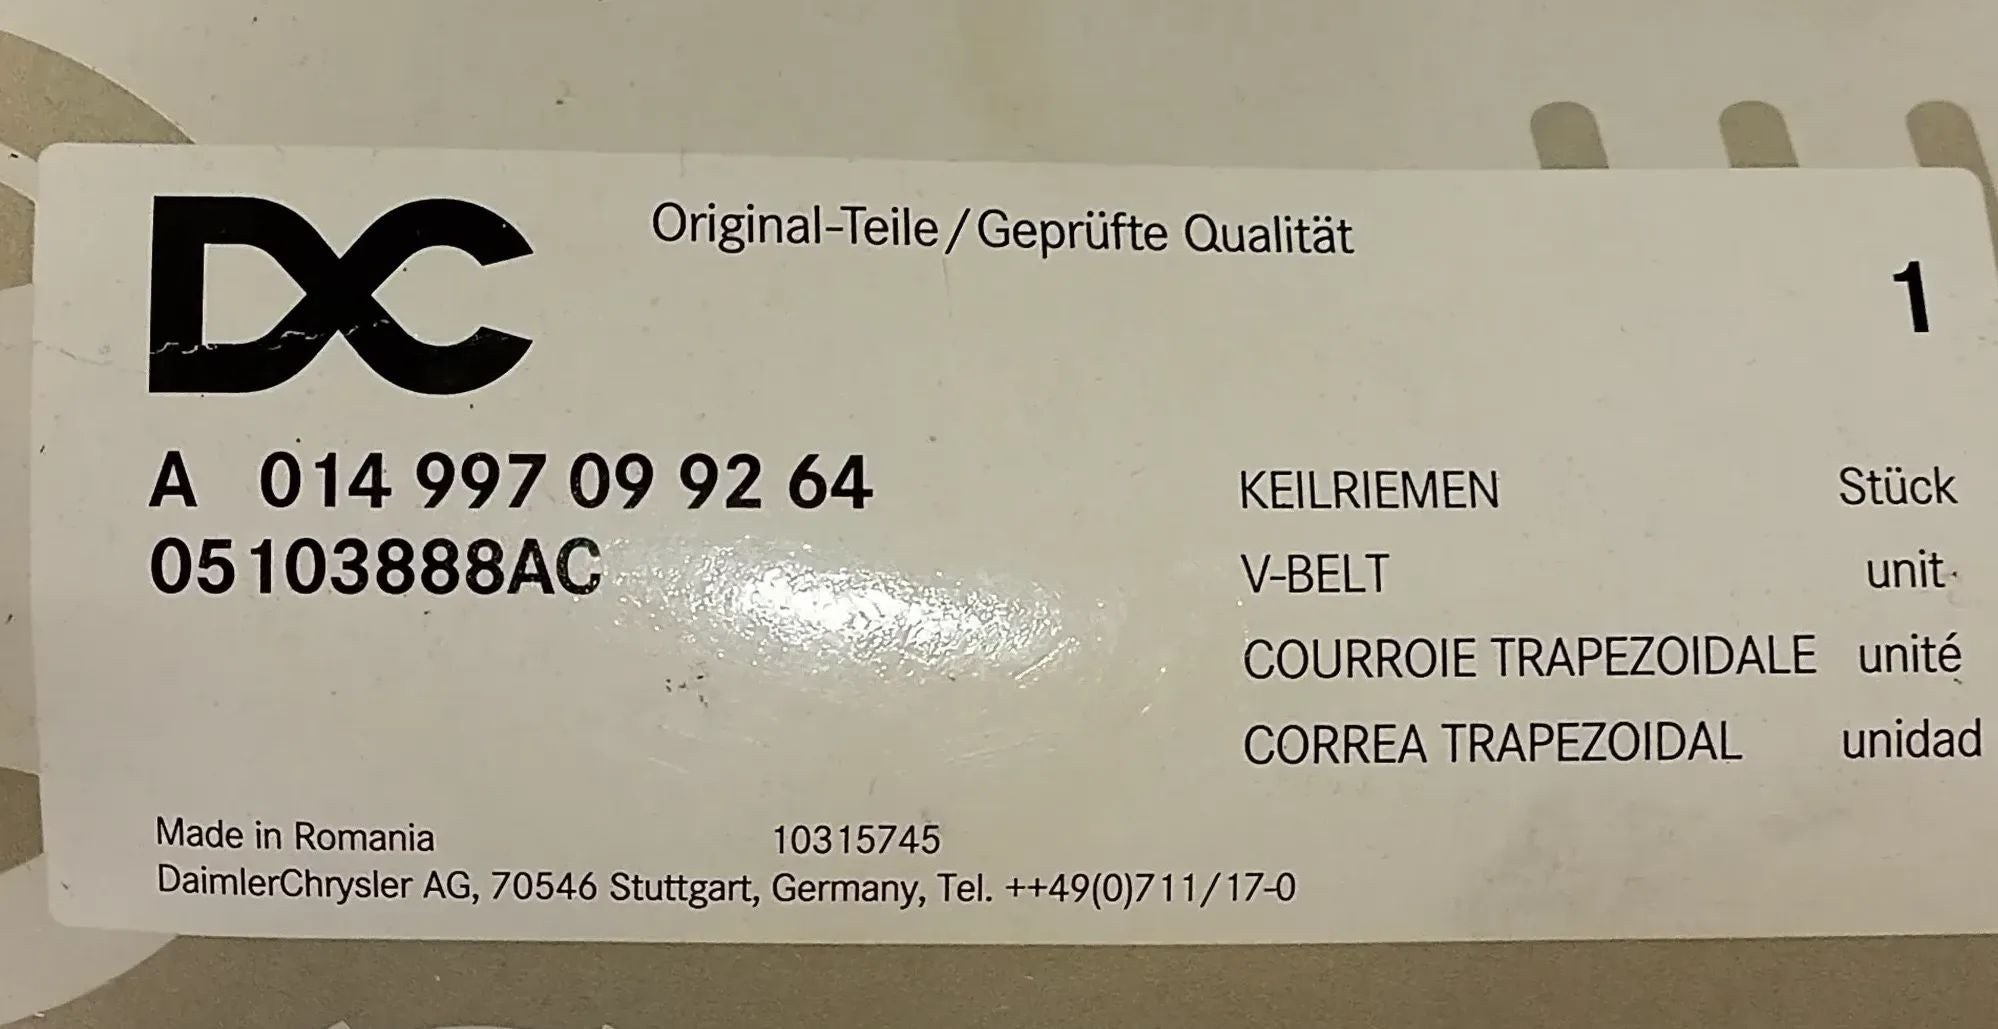 DC
Original-Teile/Geprüfte Qualität
1
A 014 997 09 92 64
05103888AC
KEILRIEMEN Stück
V-BELT unit
COURROIE TRAPEZOIDALE unité
CORREA TRAPEZOIDAL unidad
Made in Romania 10315745
DaimlerChrysler AG, 70546 Stuttgart, Germany, Tel. ++49(0)711/17-0